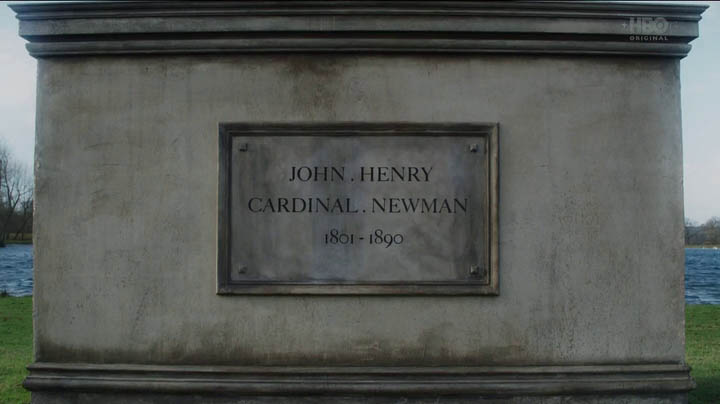 HBO
ORIGINAL
JOHN . HENRY
CARDINAL . NEWMAN
1801 - 1890